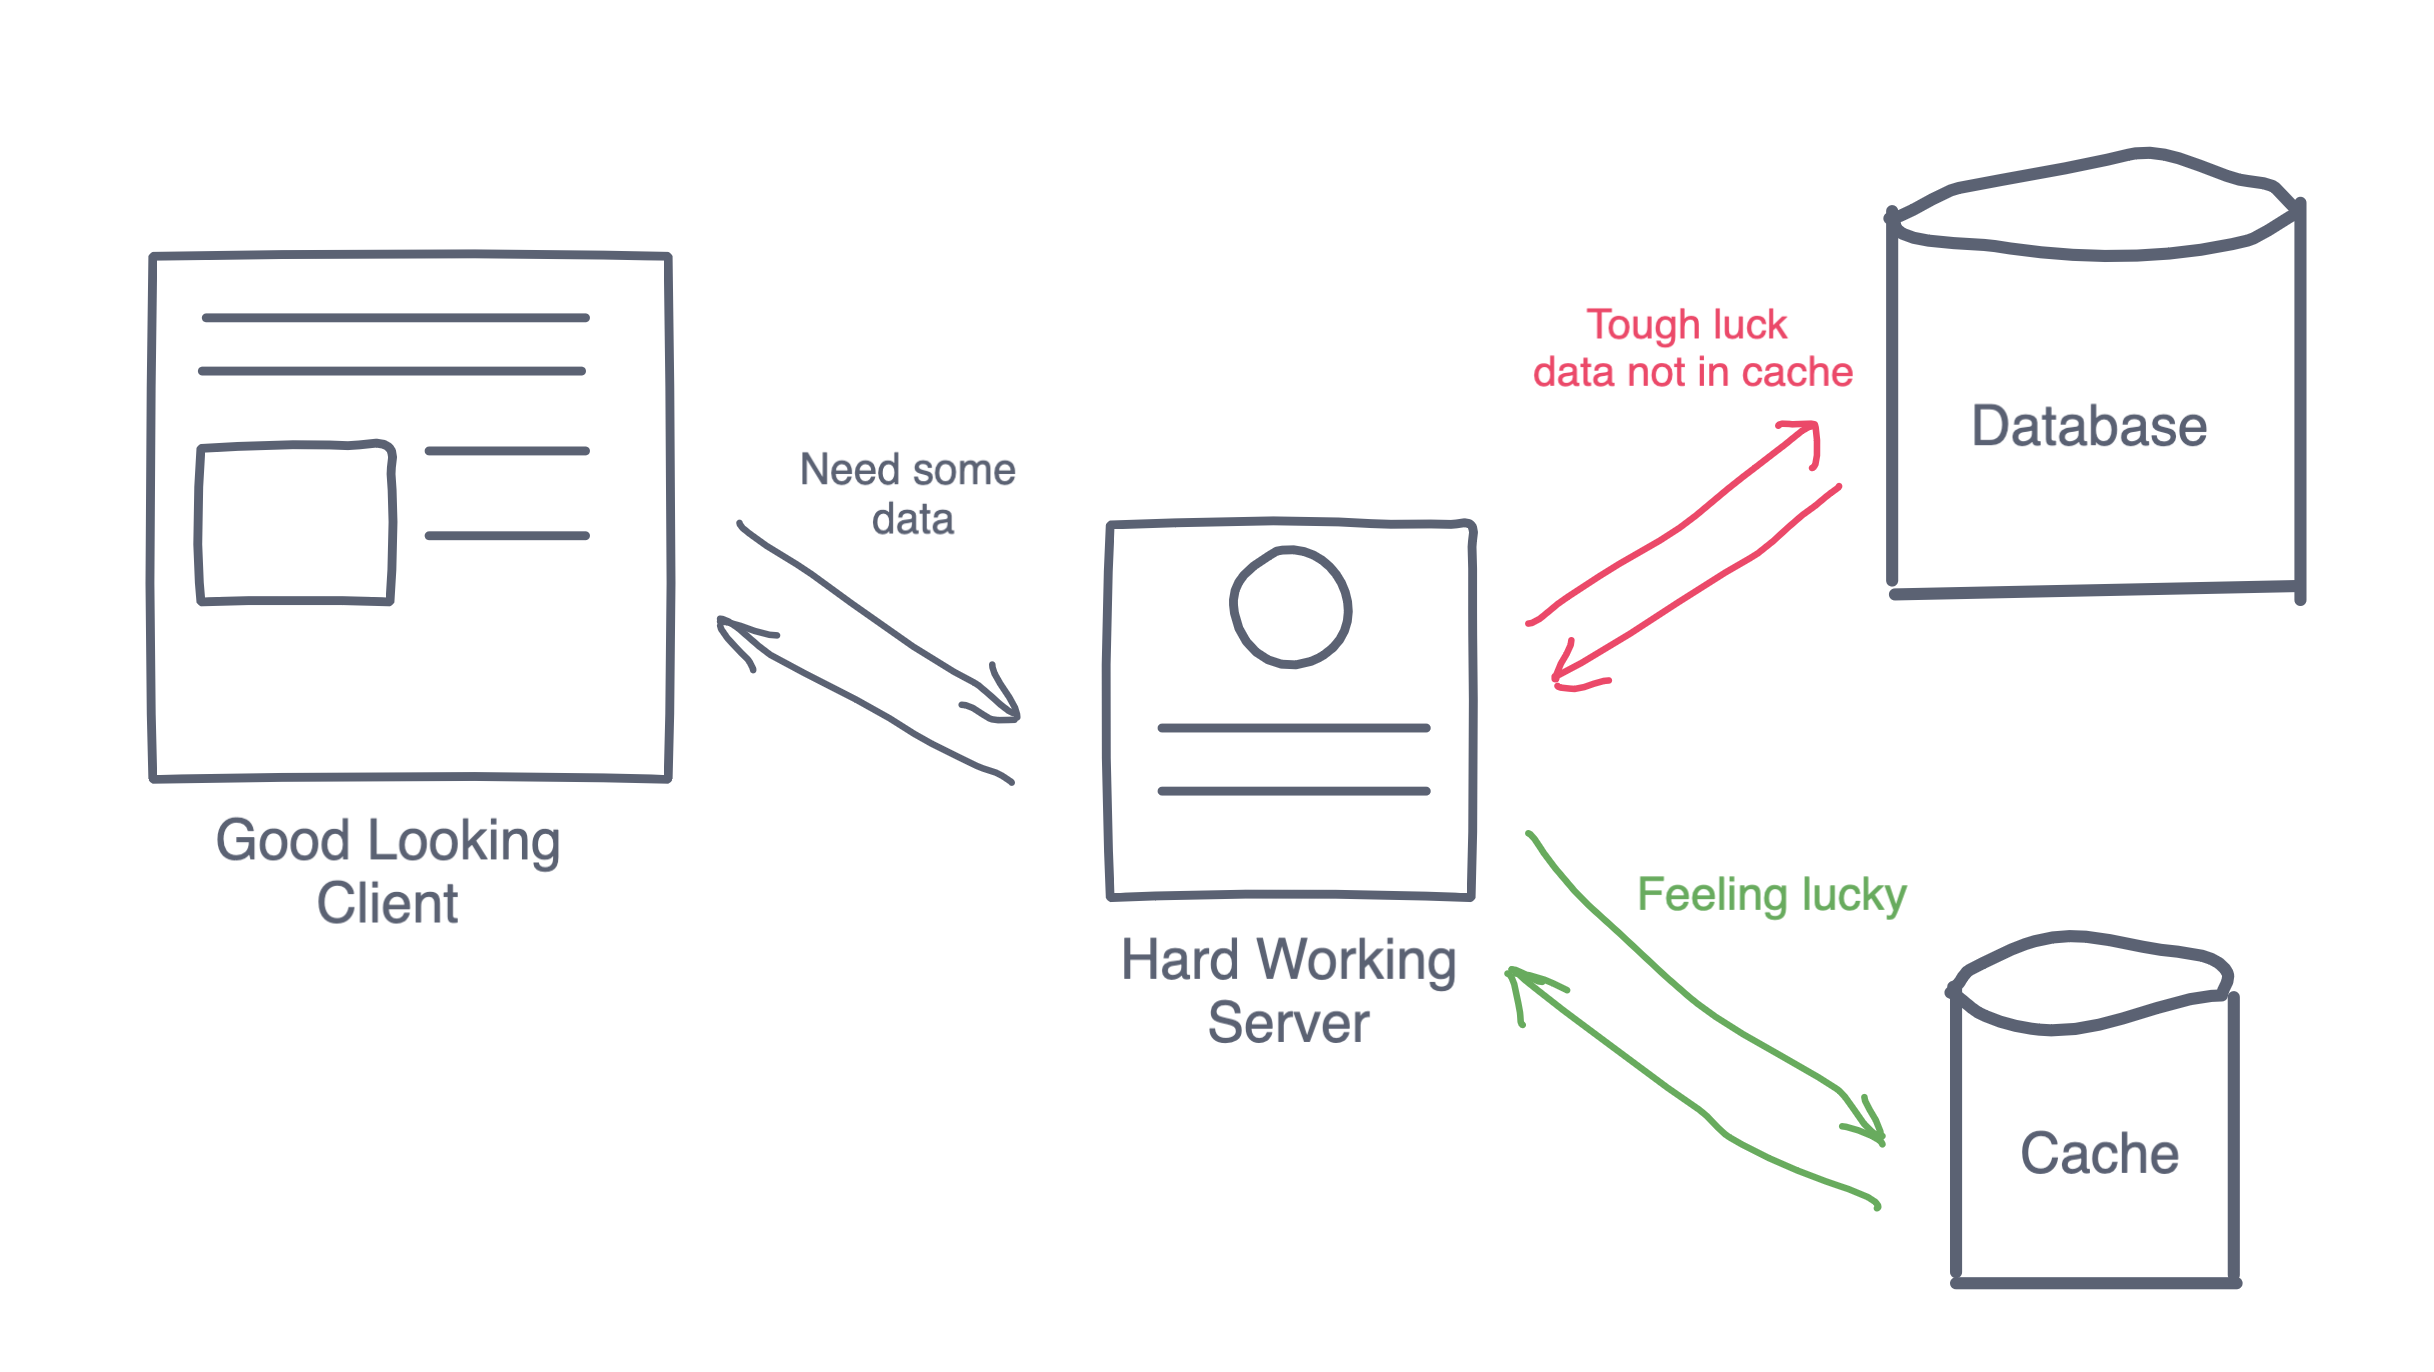 Tough luck
data not in cache
Database
Need some
data
Good Looking
Client
Feeling lucky
Hard Working
Server
Cache